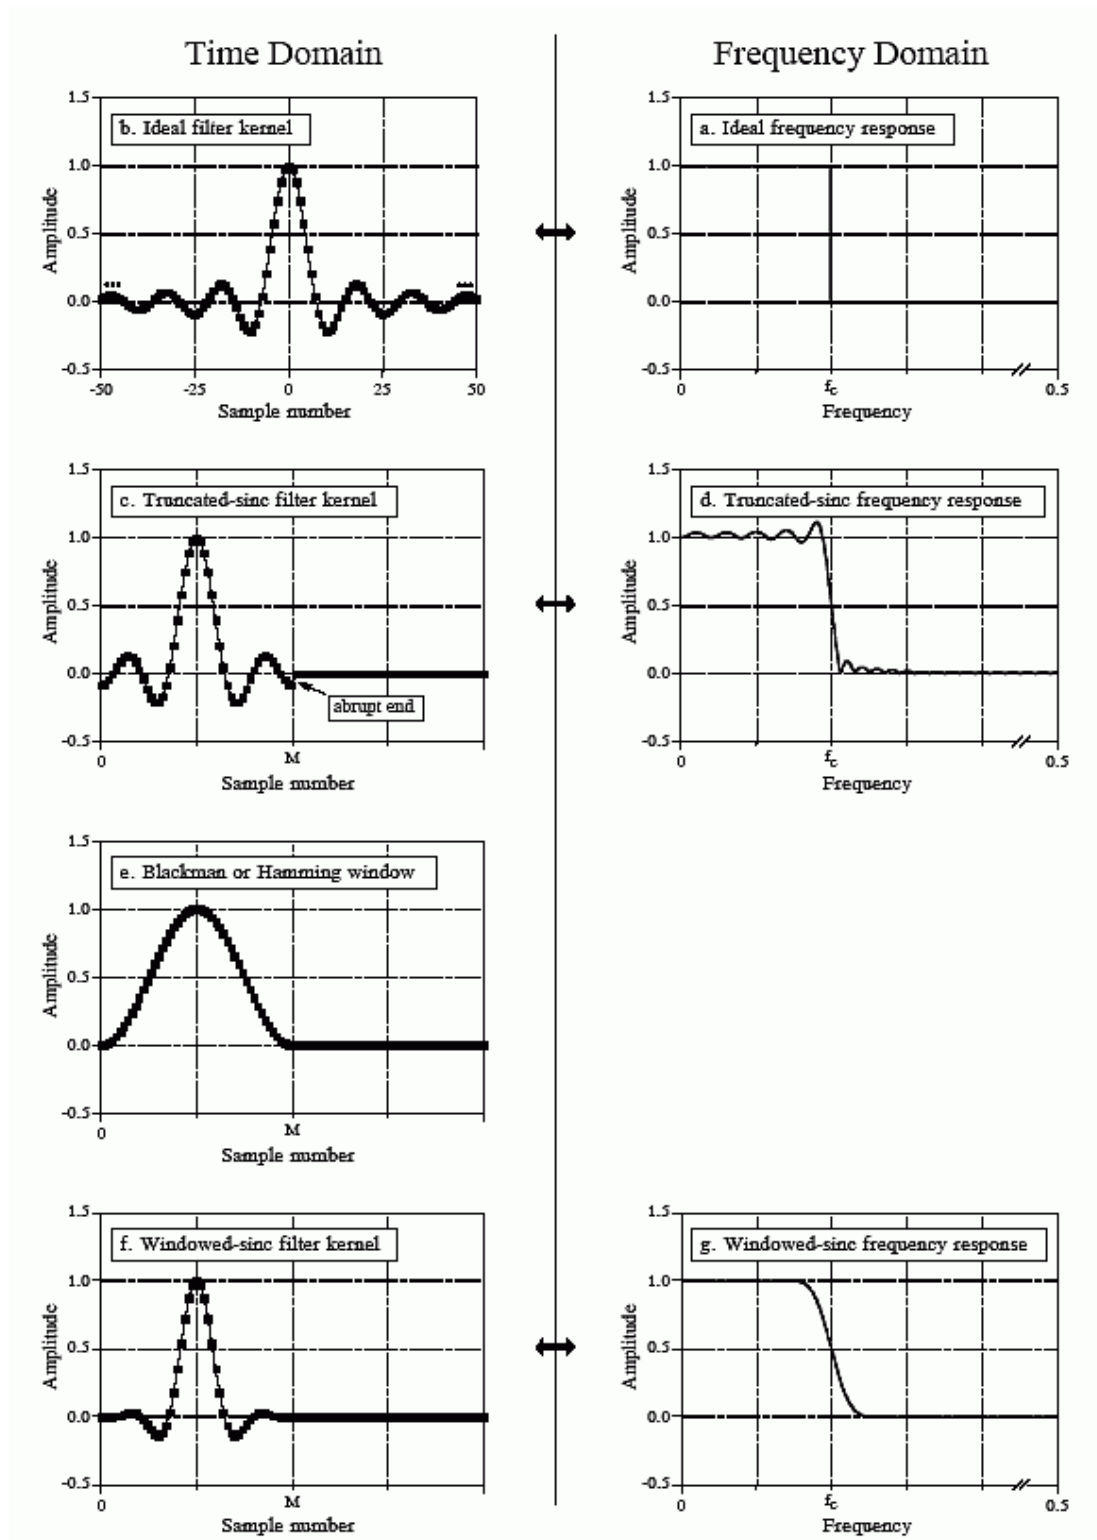 Time Domain
Frequency Domain
1.5
b. Ideal filter kernel
1.0
0.5
0.0
-0.5
Amplitude
-50
-25
0
25
50
Sample number
1.5
a. Ideal frequency response
1.0
0.5
0.0
-0.5
Amplitude
0
fc
0.5
Frequency
1.5
c. Truncated-sinc filter kernel
1.0
0.5
0.0
-0.5
Amplitude
abrupt end
0
M
Sample number
1.5
d. Truncated-sinc frequency response
1.0
0.5
0.0
-0.5
Amplitude
0
fc
0.5
Frequency
1.5
e. Blackman or Hamming window
1.0
0.5
0.0
-0.5
Amplitude
0
M
Sample number
1.5
f. Windowed-sinc filter kernel
1.0
0.5
0.0
-0.5
Amplitude
0
M
Sample number
1.5
g. Windowed-sinc frequency response
1.0
0.5
0.0
-0.5
Amplitude
0
fc
0.5
Frequency